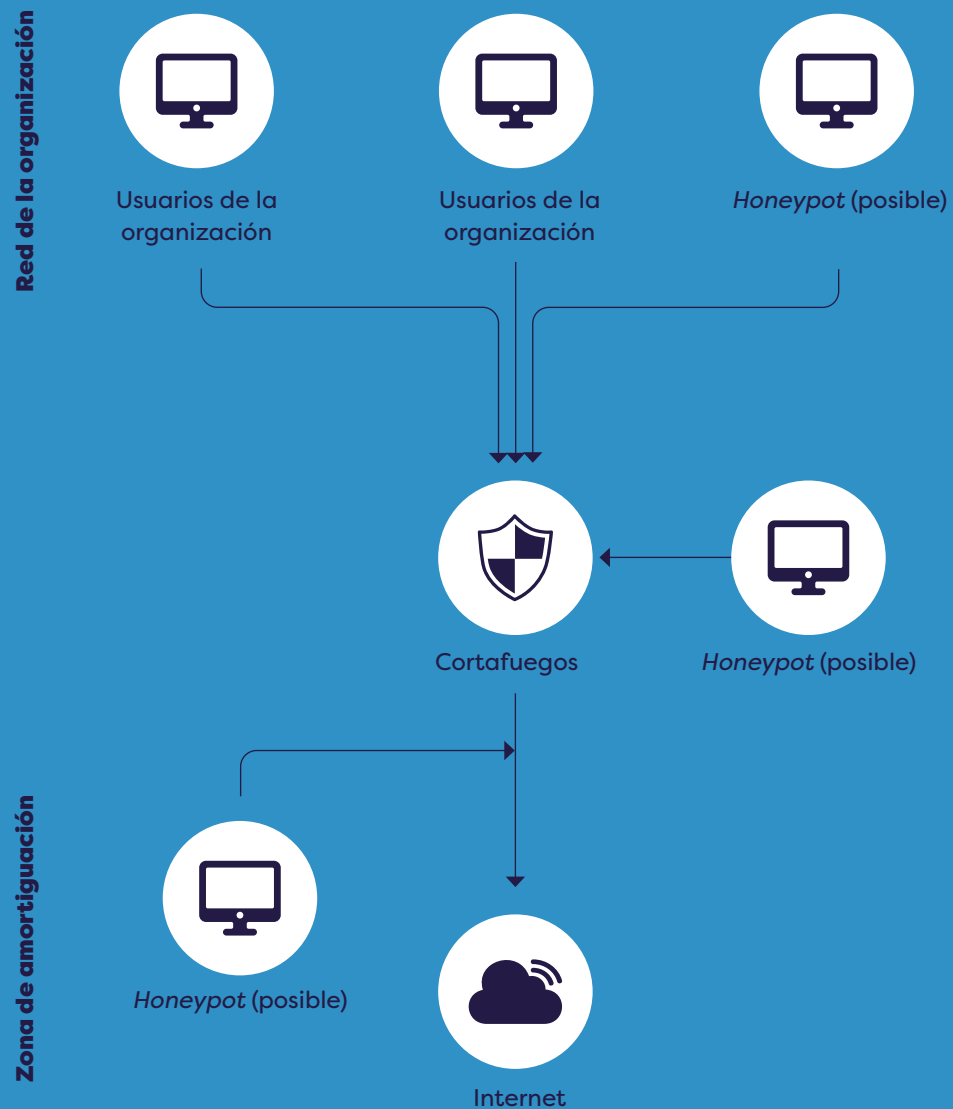 Red de la organización
Usuarios de la
organización
Usuarios de la
organización
Honeypot (posible)
Cortafuegos
Honeypot (posible)
Zona de amortiguación
Honeypot (posible)
Internet